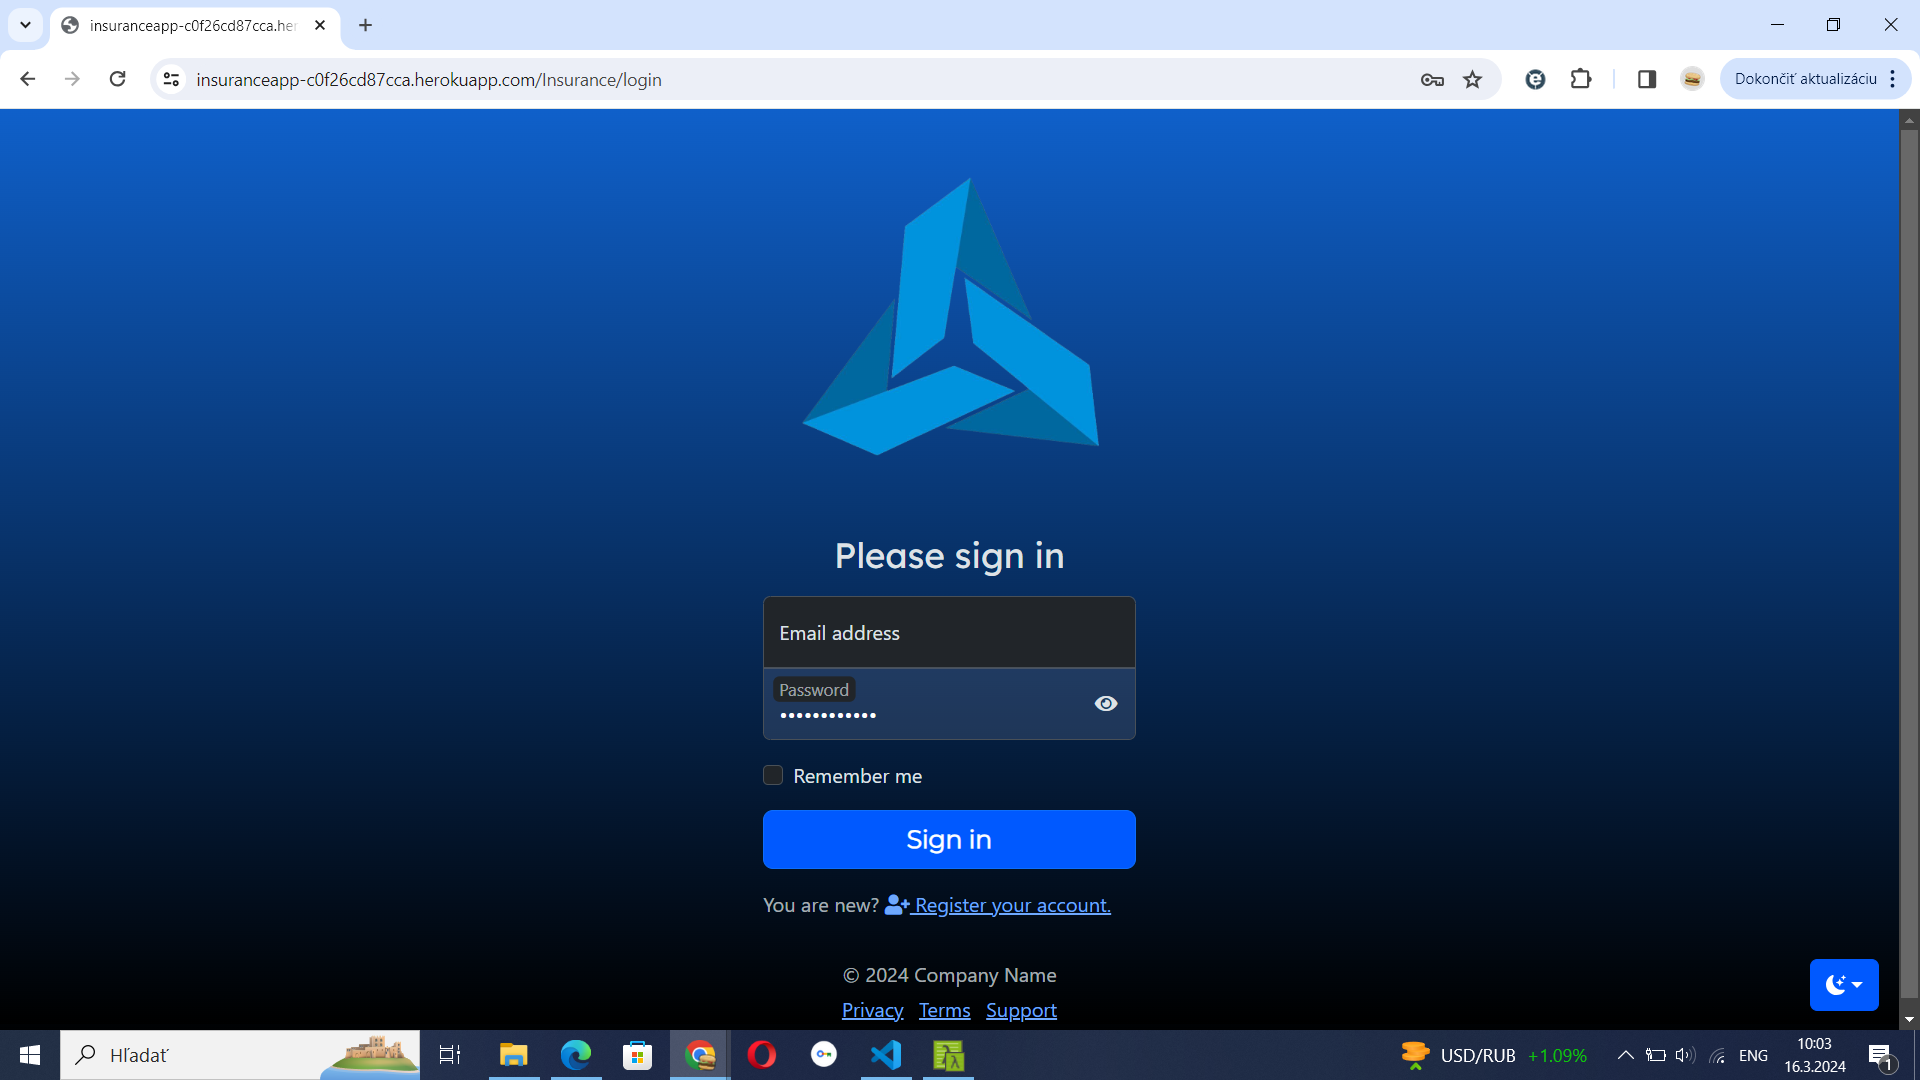 insuranceapp-c0f26cd87cca.her
insuranceapp-c0f26cd87cca.herokuapp.com/Insurance/login
Dokončiť aktualizáciu
Please sign in
Email address
Password
Remember me
Sign in
You are new? Register your account.
© 2024 Company Name
Privacy Terms Support
Hľadať
USD/RUB +1.09%
ENG
10:03
16.3.2024
1